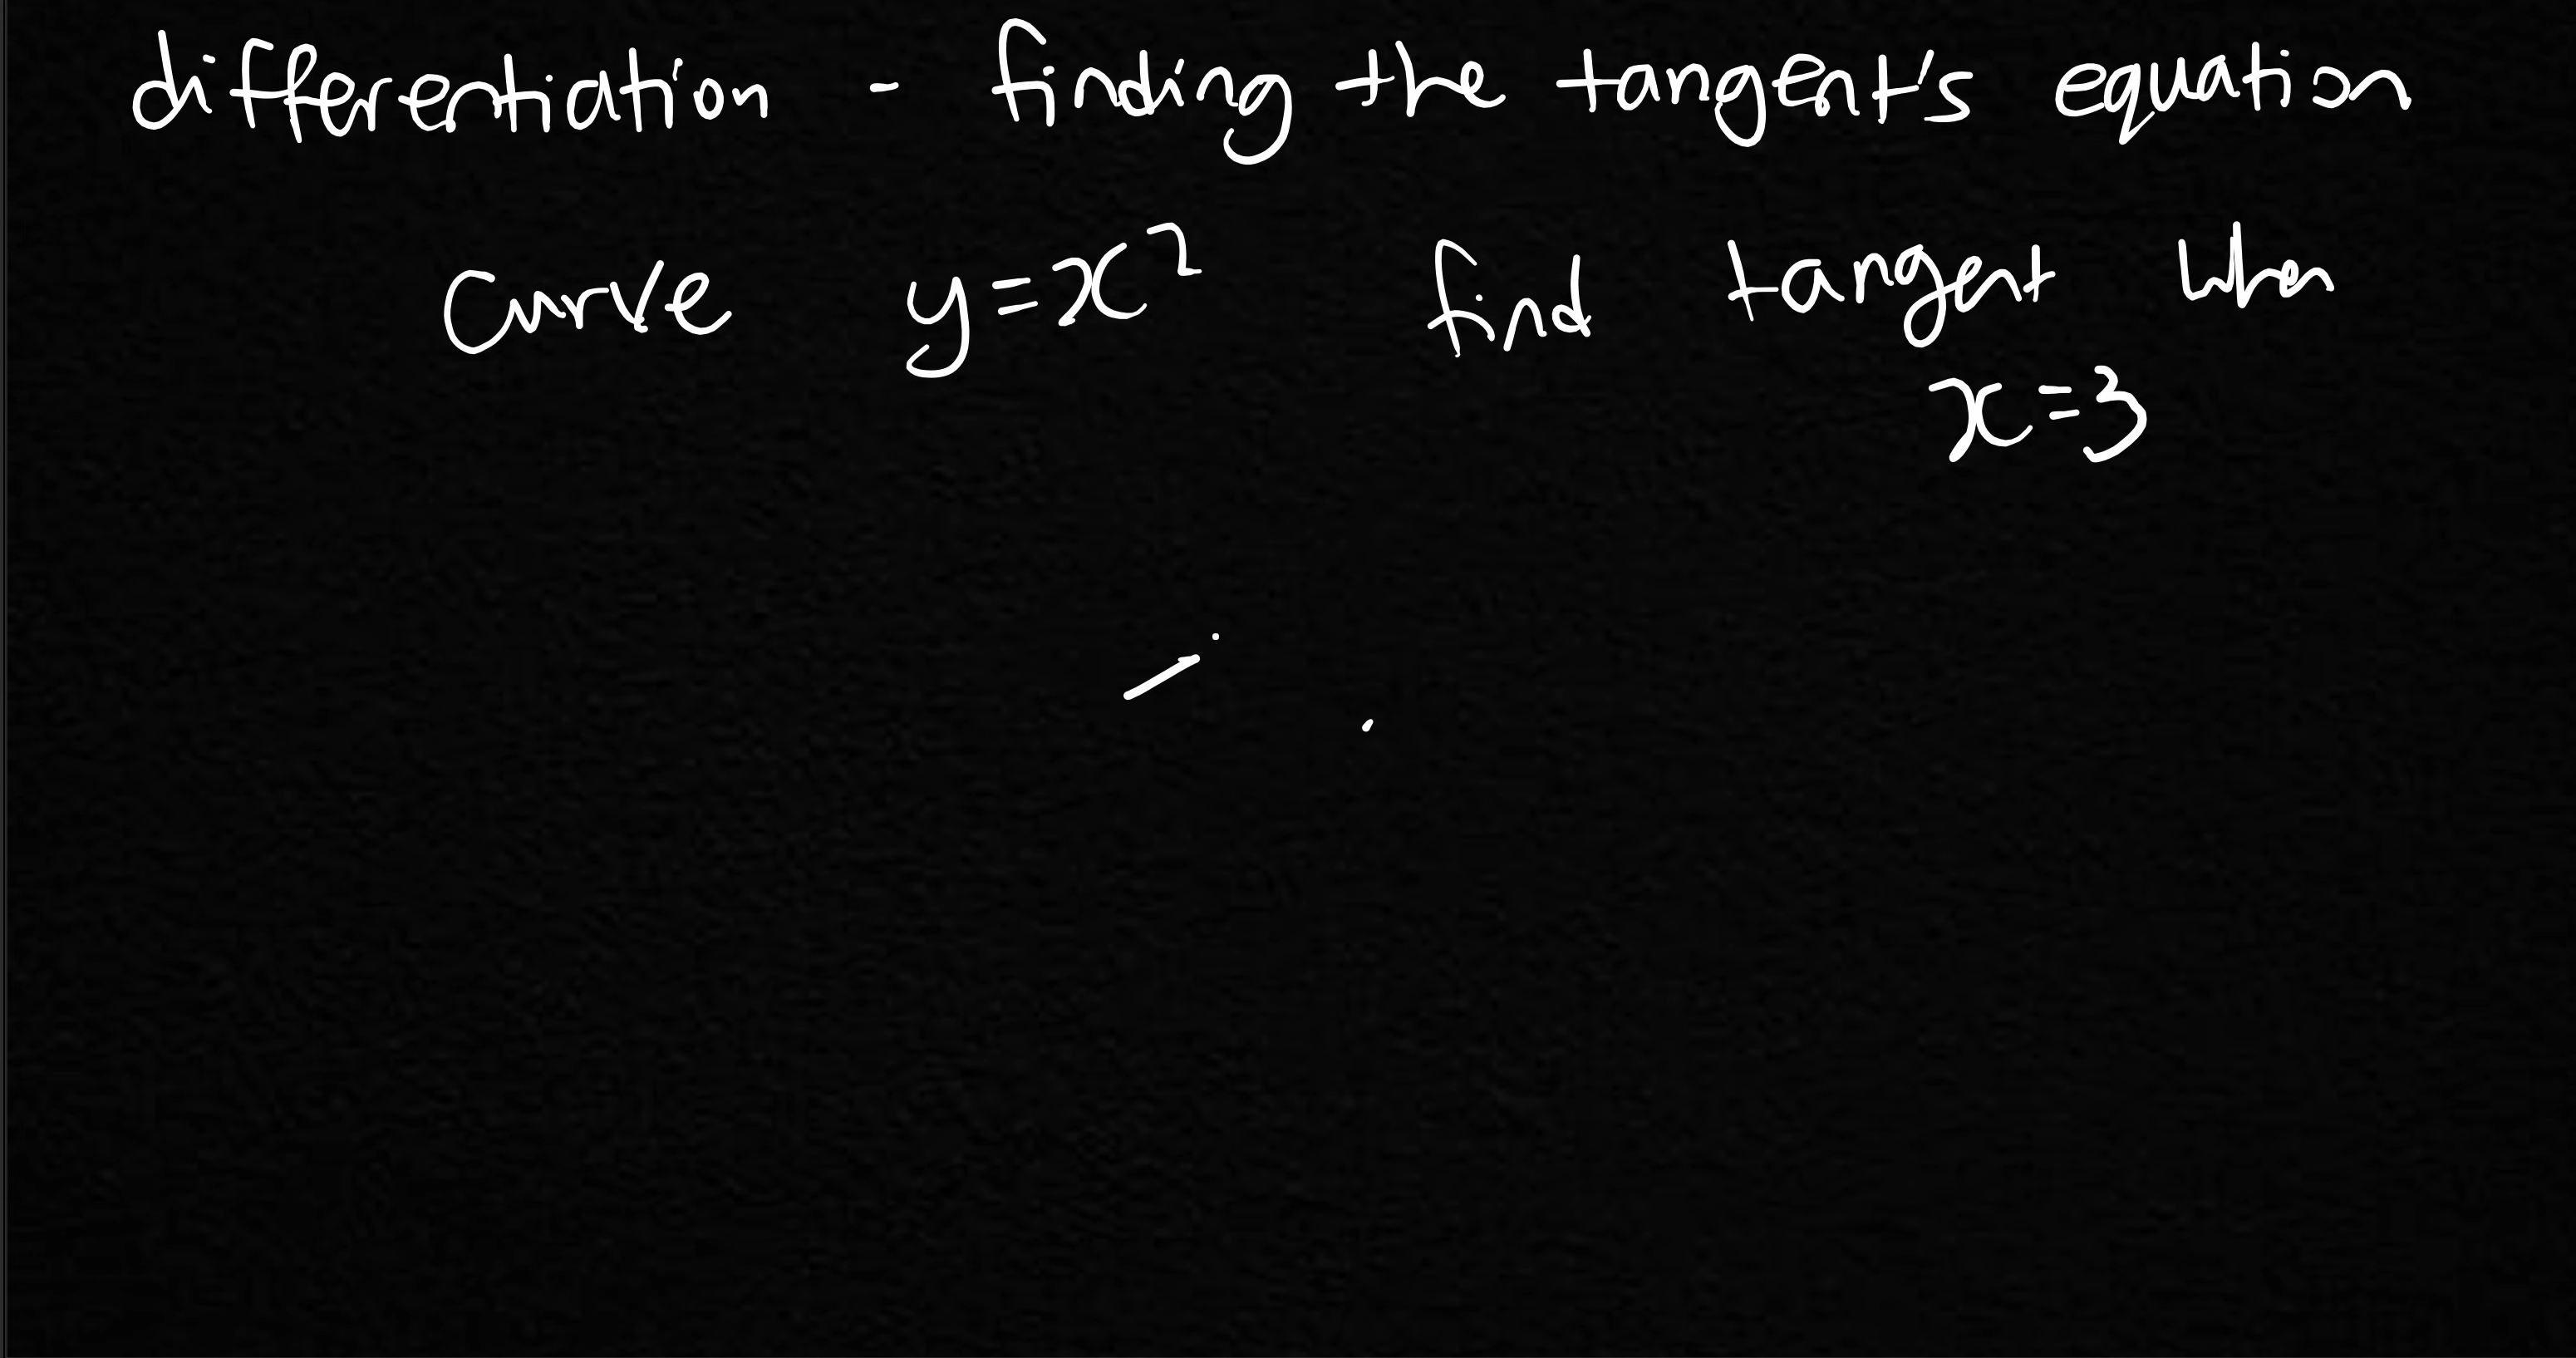 differentiation - finding the tangent's equation
curve y=x² find tangent when
x=3